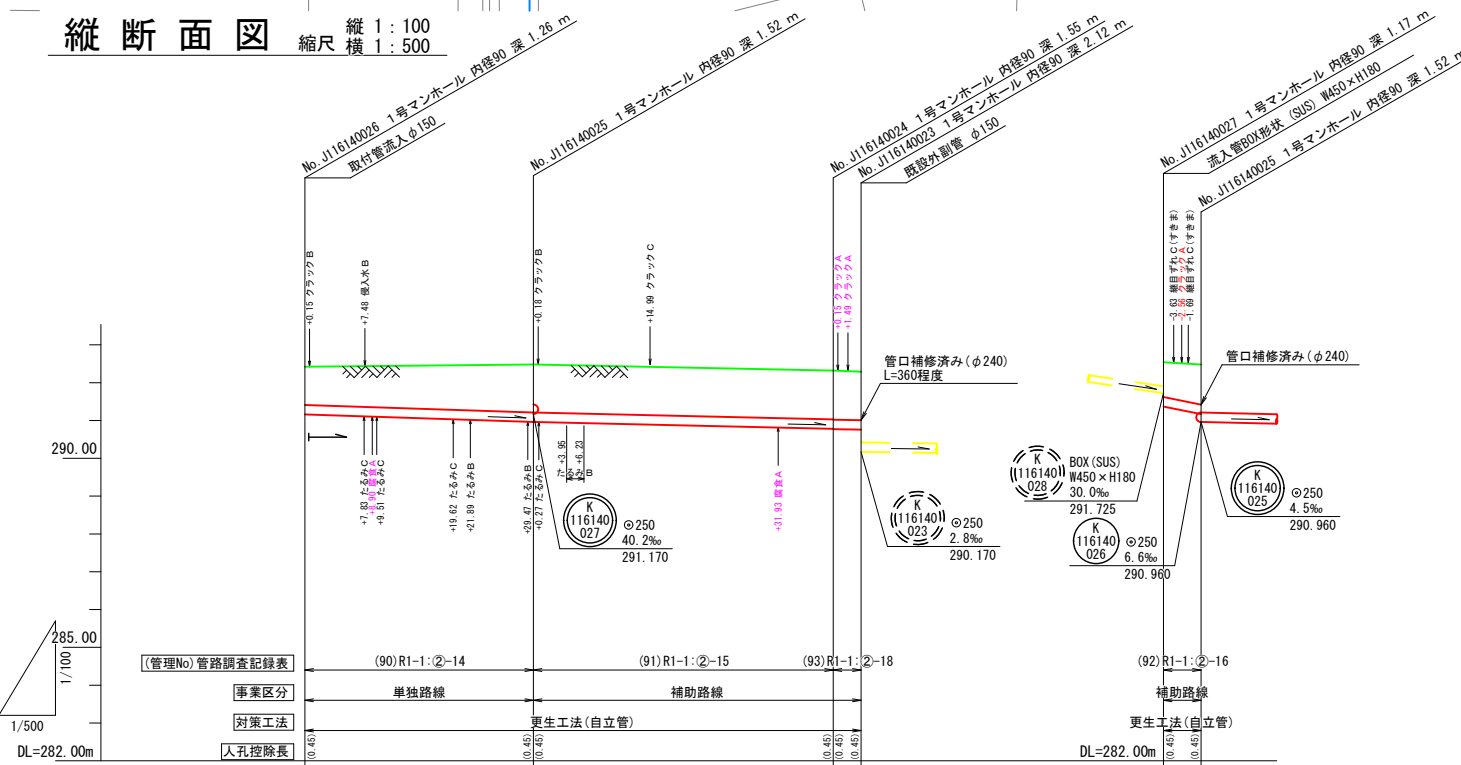 縦断面図
縮尺
縦 1:100
横 1:500
No.J116140026 1号マンホール 内径90 深 1.26 m
取付管流入φ150
No.J116140025 1号マンホール 内径90 深 1.52 m
No.J116140024 1号マンホール 内径90 深 1.55 m
No.J116140023 1号マンホール 内径90 深 2.12 m
既設外副管 φ150
No.J116140027 1号マンホール 内径90 深 1.17 m
流入管BOX形状 (SUS) W450×H180
No.J116140025 1号マンホール 内径90 深 1.52 m
+0.15 クラックB
+7.48 侵入水B
+0.18 クラックB
+14.99 クラックC
+0.15 クラックA
+1.49 クラックA
-3.63 継目ずれC(すきま)
-2.56 クラックA
-1.69 継目ずれC(すきま)
管口補修済み(φ240)
L=360程度
管口補修済み(φ240)
290.00
285.00
+7.83 たるみC
+8.90 腐食A
+9.51 たるみC
+19.62 たるみC
+21.89 たるみB
+29.47 たるみB
+0.27 たるみC
+3.95
+6.23
たるみB
+31.93 腐食A
K
116140
027
⊙250
40.2‰
291.170
K
116140
023
⊙250
2.8‰
290.170
K
116140
028
BOX(SUS)
W450×H180
30.0‰
291.725
K
116140
026
⊙250
6.6‰
290.960
K
116140
025
⊙250
4.5‰
290.960
1/100
1/500
(管理No)管路調査記録表
(90)R1-1:②-14
(91)R1-1:②-15
(93)R1-1:②-18
(92)R1-1:②-16
事業区分
単独路線
補助路線
補助路線
対策工法
更生工法(自立管)
更生工法(自立管)
DL=282.00m
人孔控除長
(0.45)
(0.45)
(0.45)
(0.45)
(0.45)
(0.45)
DL=282.00m
(0.45)
(0.45)